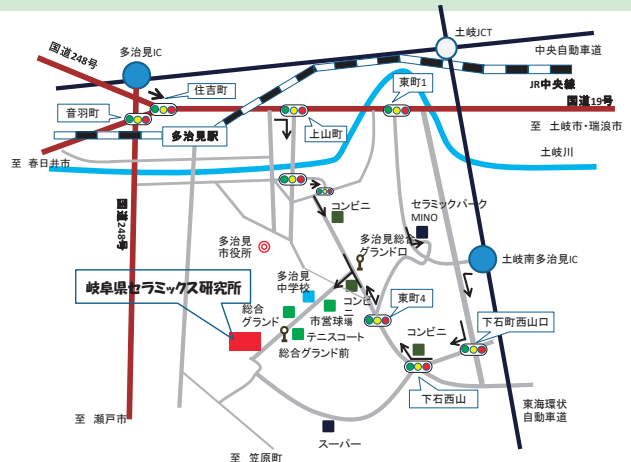 国道248号
多治見IC
土岐JCT
中央自動車道
住吉町
JR中央線
音羽町
東町1
国道19号
多治見駅
上山町
至 土岐市・瑞浪市
至 春日井市
土岐川
国道248号
コンビニ
セラミックパーク
MINO
多治見
市役所
多治見総合
グランド口
土岐南多治見IC
岐阜県セラミックス研究所
多治見
中学校
コンビ
ニ
総合
グランド
市営球場
東町4
下石町西山口
テニスコート
コンビニ
総合グランド前
下石西山
東海環状
自動車道
至 瀬戸市
スーパー
至 笠原町